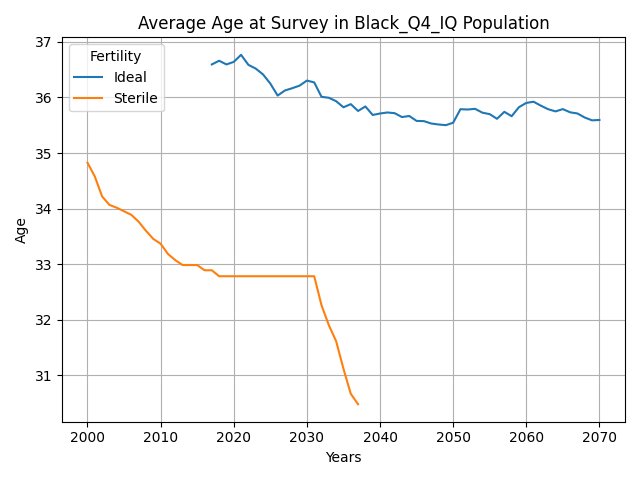 Average Age at Survey in Black_Q4_IQ Population
Fertility
Ideal
Sterile
Age
37
36
35
34
33
32
31
2000 2010 2020 2030 2040 2050 2060 2070
Years